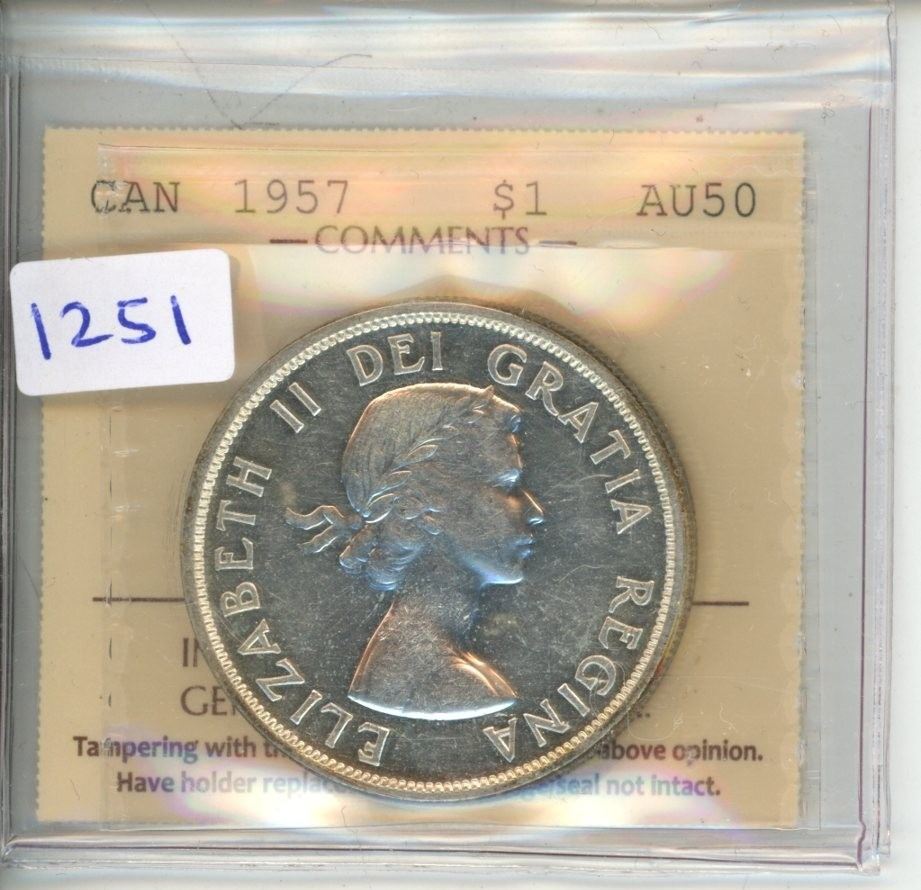 CAN 1957 $1 AU50
COMMENTS
1251
ELIZABETH II DEI GRATIA REGINA
Tampering with above opinion.
Have holder seal not intact.